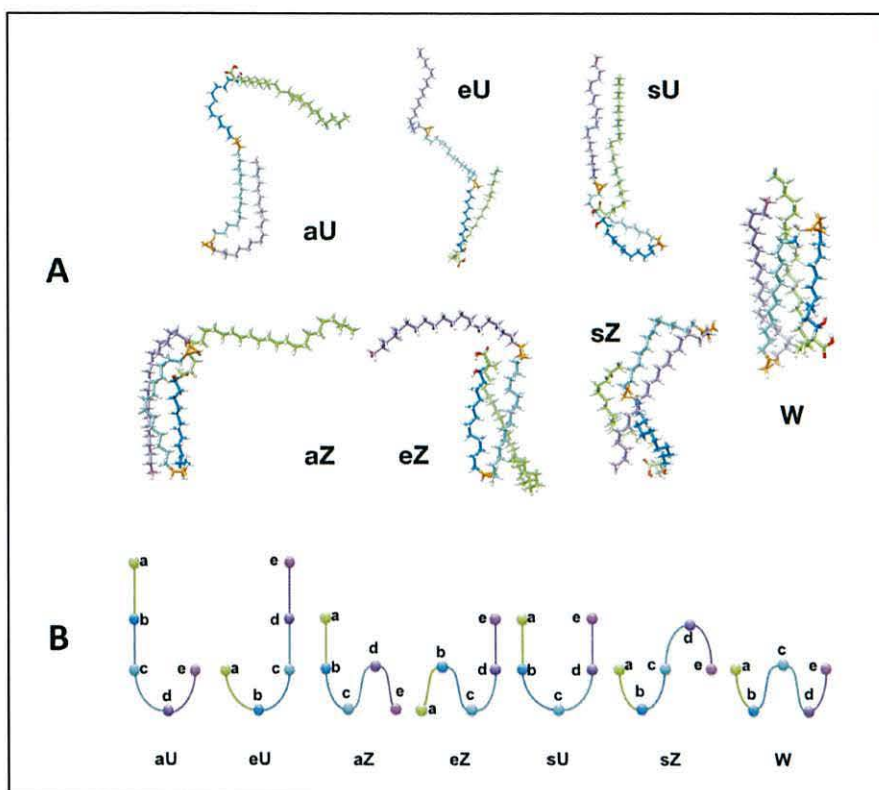 eU sU
aU
A
sZ
aZ eZ W
B
a e
b d a e a e
d b
a e c b d b d a c d e a c e
c d b c a c c b b d
e
aU eU aZ eZ sU sZ W